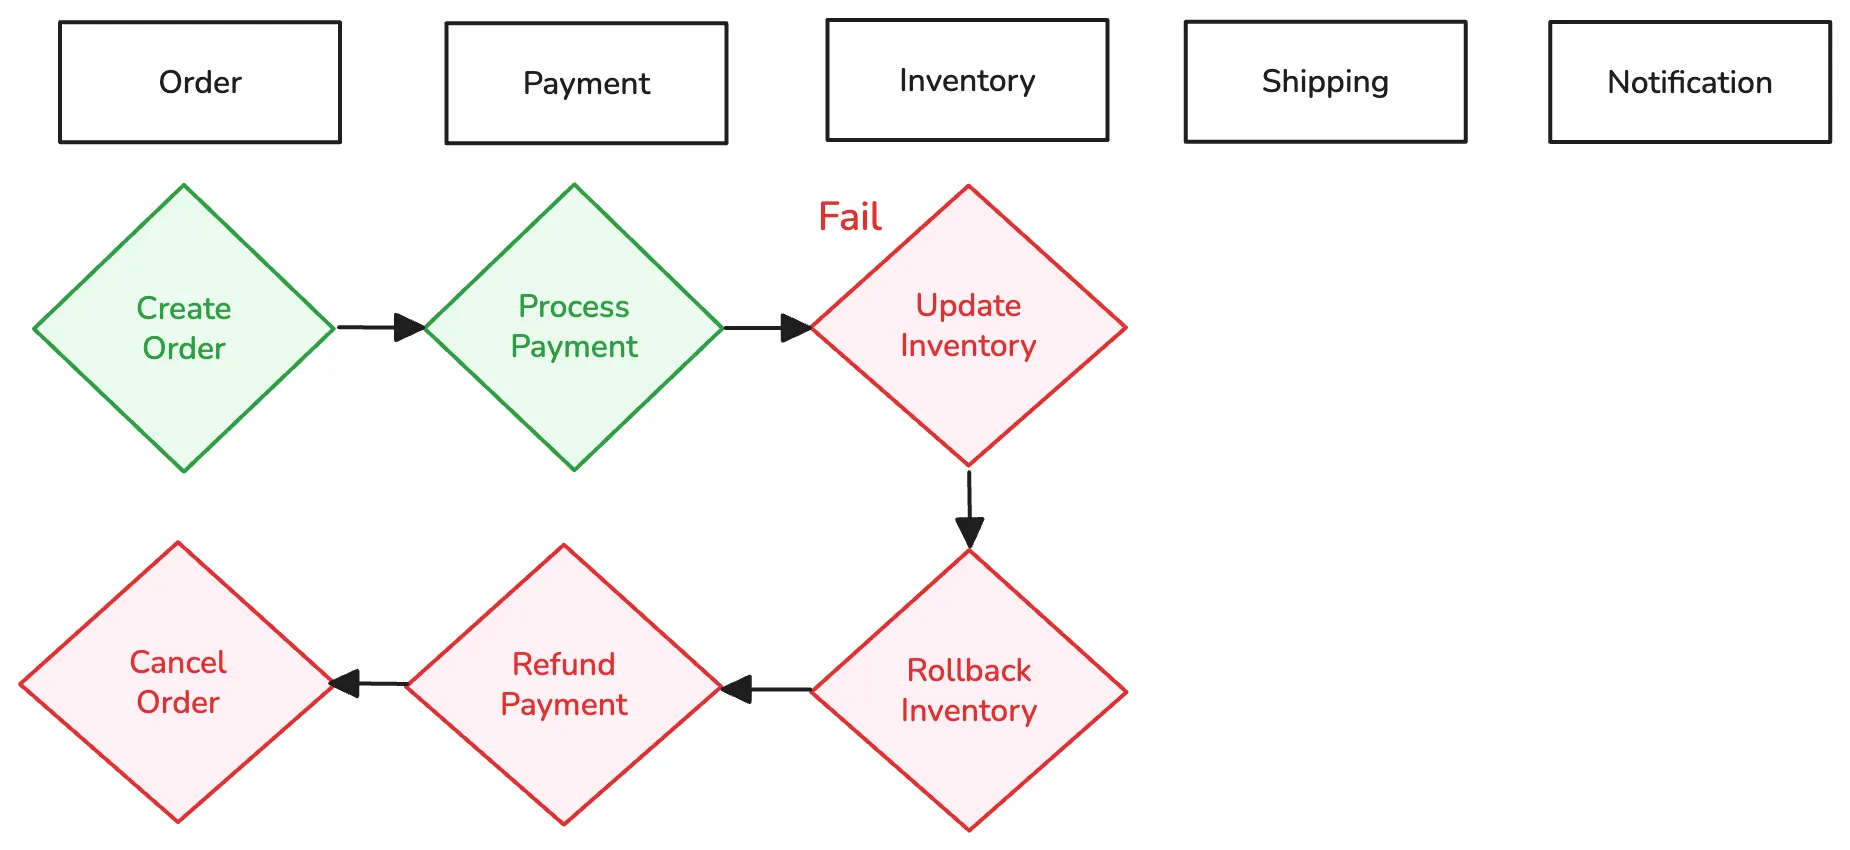 Order
Payment
Inventory
Shipping
Notification
Fail
Create
Order
Process
Payment
Update
Inventory
Cancel
Order
Refund
Payment
Rollback
Inventory